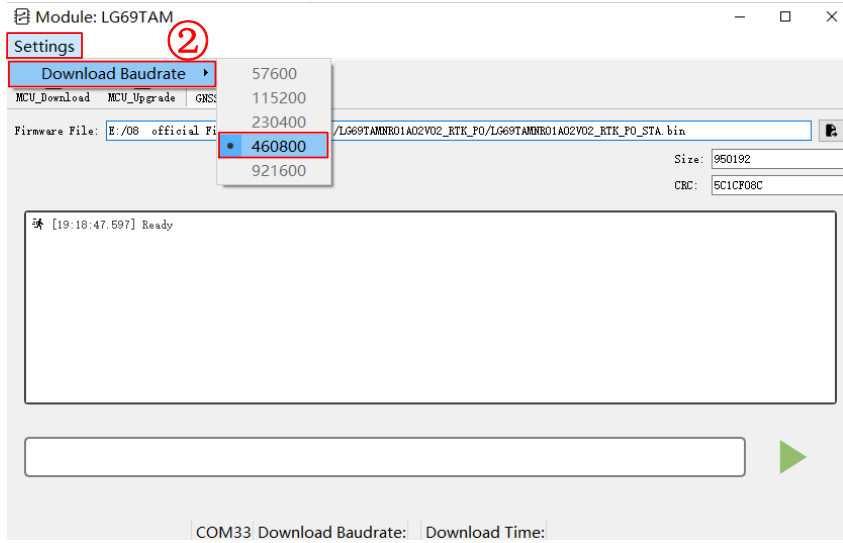 Module: LG69TAM
Settings
②
Download Baudrate
57600
MCU_Download MCU_Upgrade GNSS
115200
230400
Firmware File: E:/08 official Fi /LG69TAMNR01A02V02_RTK_P0/LG69TAMNR01A02V02_RTK_P0_STA.bin
460800
921600
Size: 950192
CRC: 5C1CF08C
[19:18:47.597] Ready
COM33 Download Baudrate: Download Time: